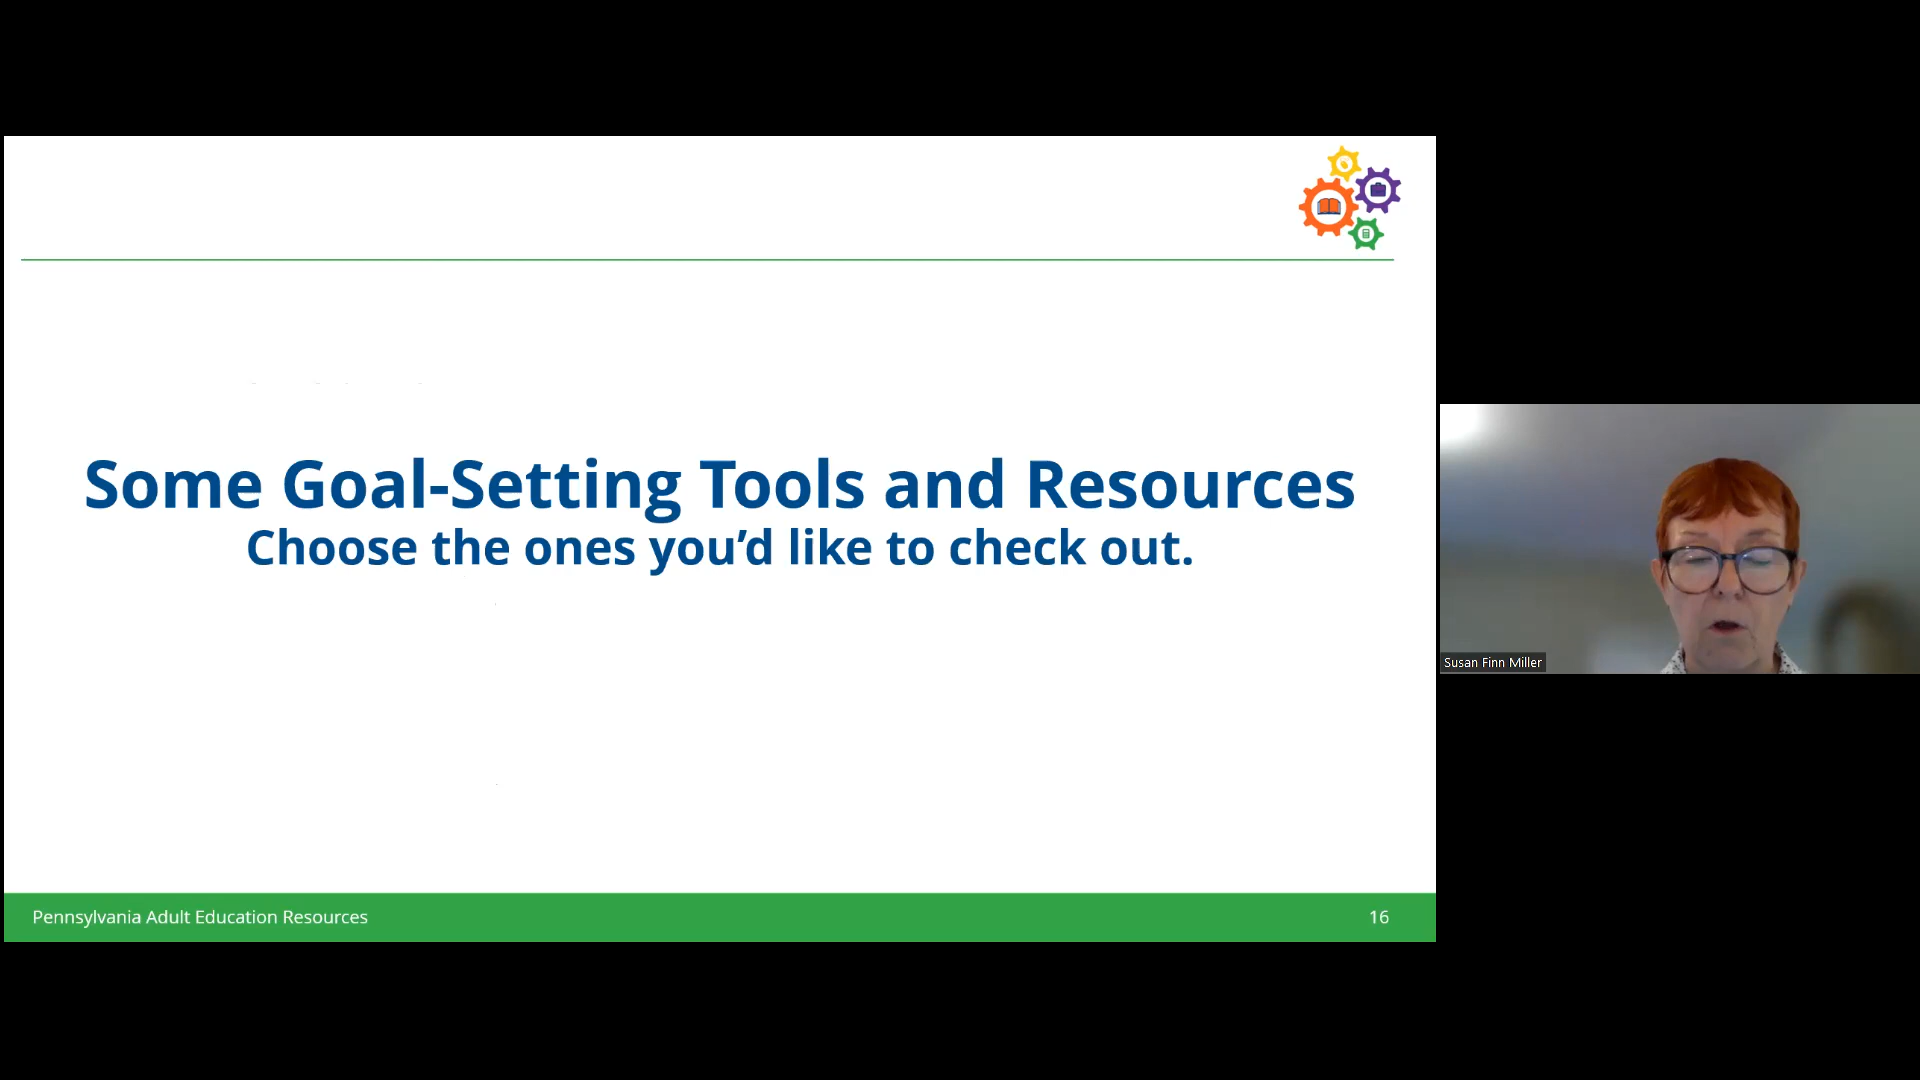 Some Goal-Setting Tools and Resources
Choose the ones you’d like to check out.
Pennsylvania Adult Education Resources
16
Susan Finn Miller